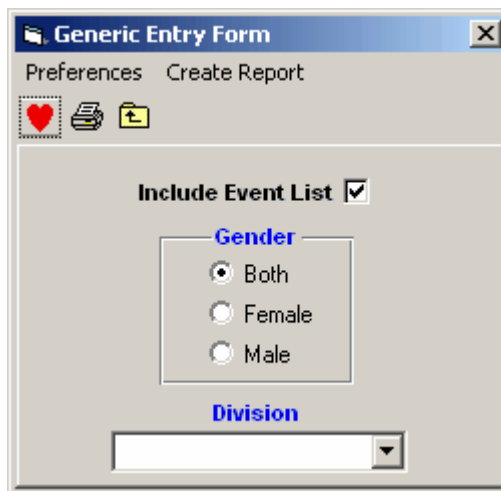 Generic Entry Form
Preferences Create Report
Include Event List
Gender
Both
Female
Male
Division